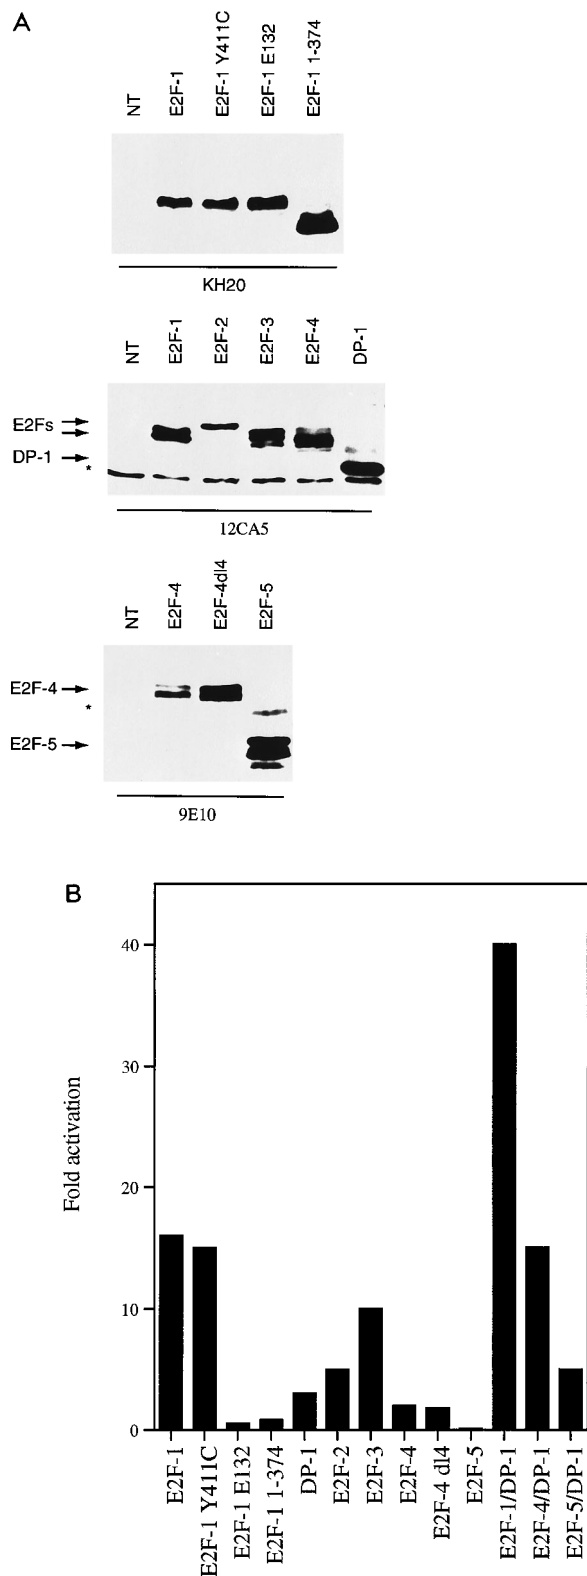 A
NT
E2F-1
E2F-1 Y411C
E2F-1 E132
E2F-1 1-374
KH20
NT
E2F-1
E2F-2
E2F-3
E2F-4
DP-1
E2Fs
DP-1
*
12CA5
NT
E2F-4
E2F-4dl4
E2F-5
E2F-4
*
E2F-5
9E10
B
Fold activation
40
30
20
10
0
E2F-1
E2F-1 Y411C
E2F-1 E132
E2F-1 1-374
DP-1
E2F-2
E2F-3
E2F-4
E2F-4 dl4
E2F-5
E2F-1/DP-1
E2F-4/DP-1
E2F-5/DP-1